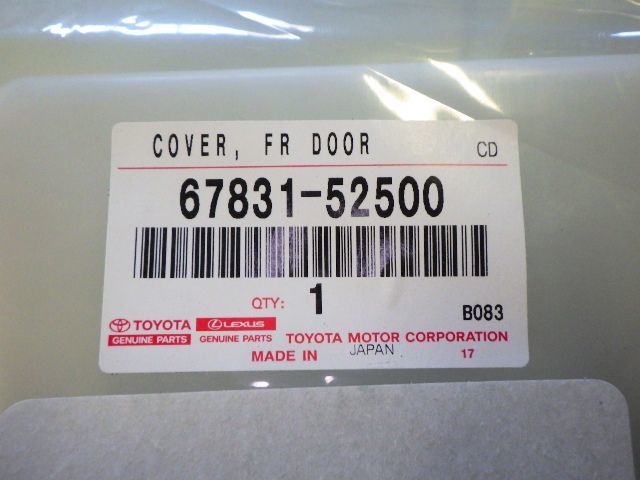 COVER, FR DOOR CD
67831-52500
QTY: 1 B083
TOYOTA LEXUS
GENUINE PARTS GENUINE PARTS TOYOTA MOTOR CORPORATION
MADE IN JAPAN 17